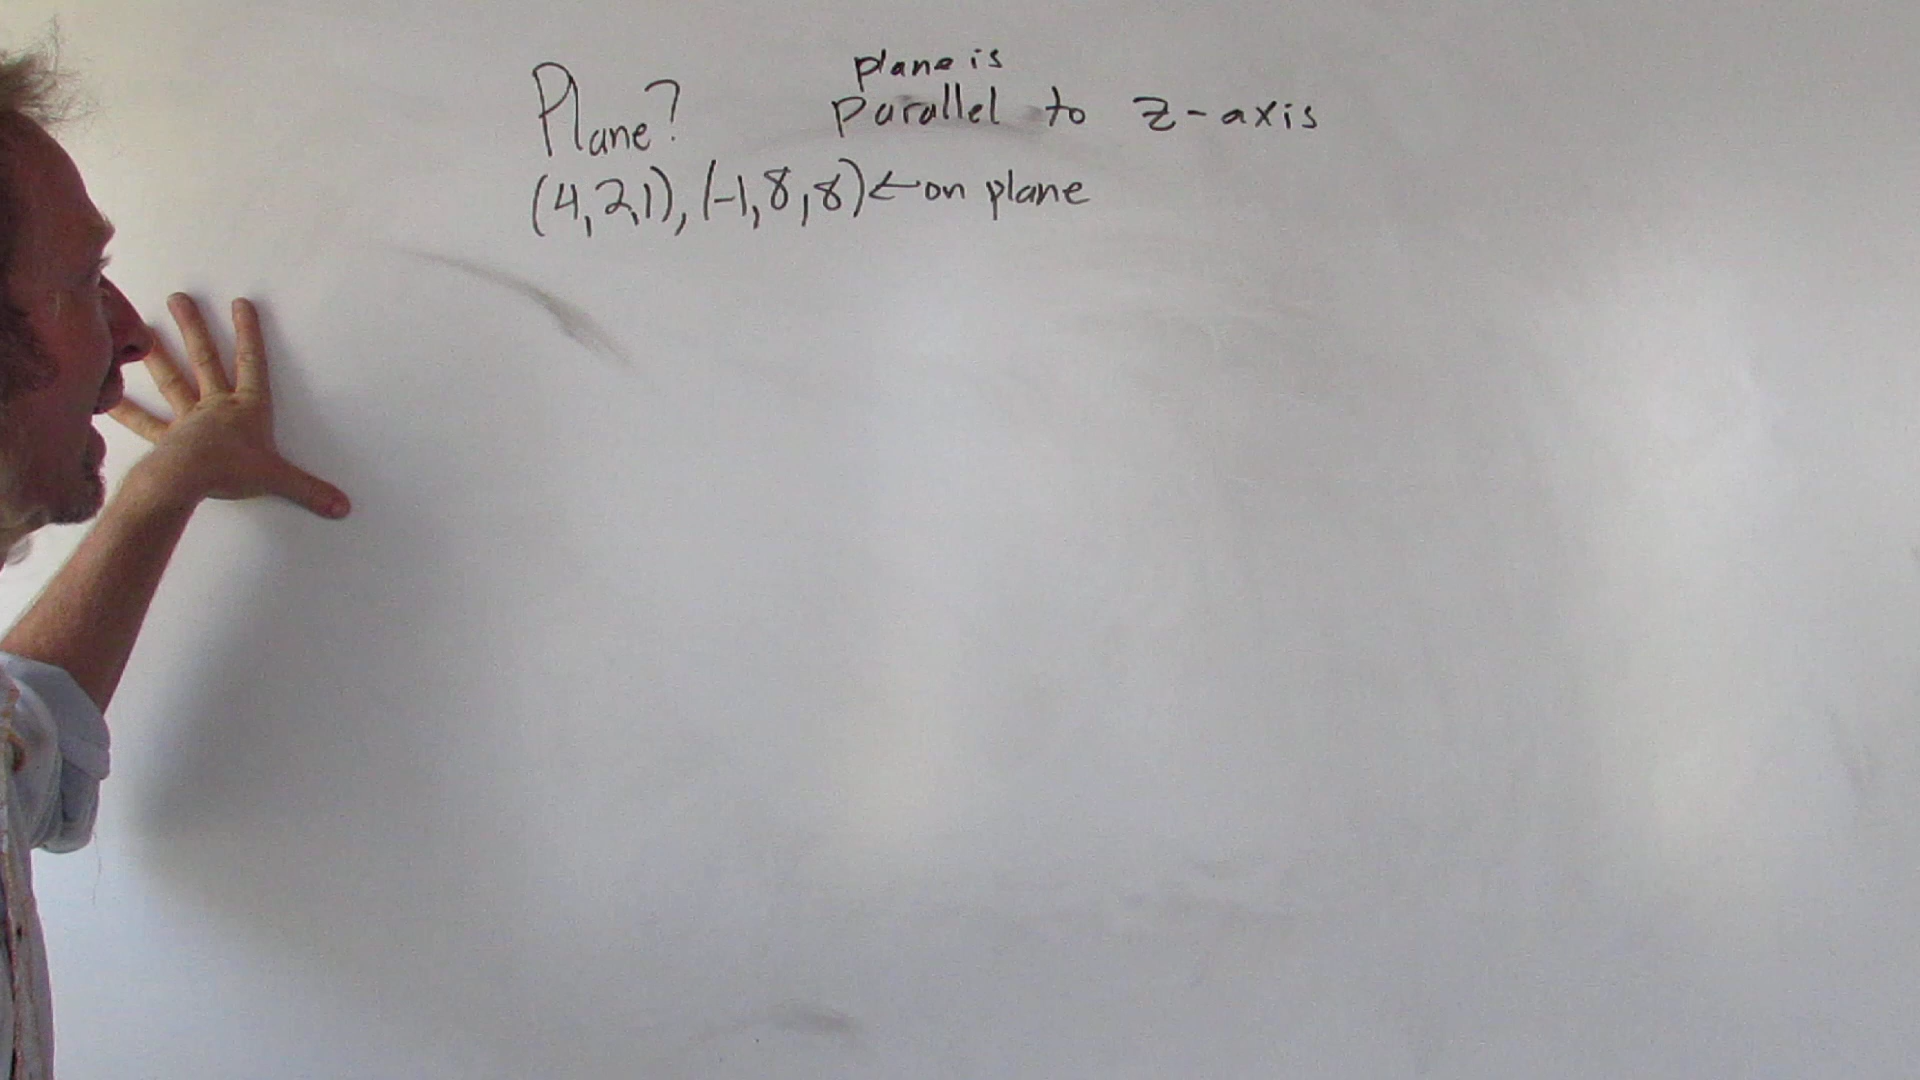 Plane?
plane is
parallel to z-axis
(4,2,1), (-1,8,8)←on plane